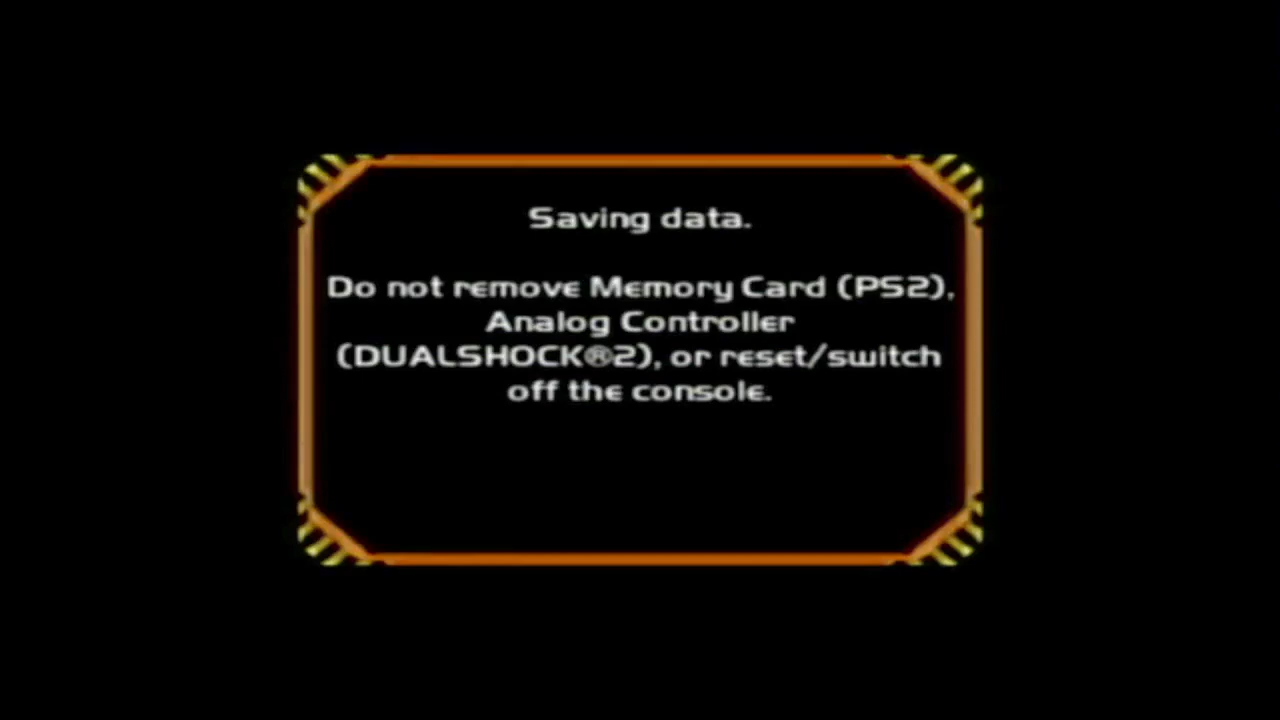 Saving data.
Do not remove Memory Card (PS2),
Analog Controller
(DUALSHOCK®2), or reset/switch
off the console.